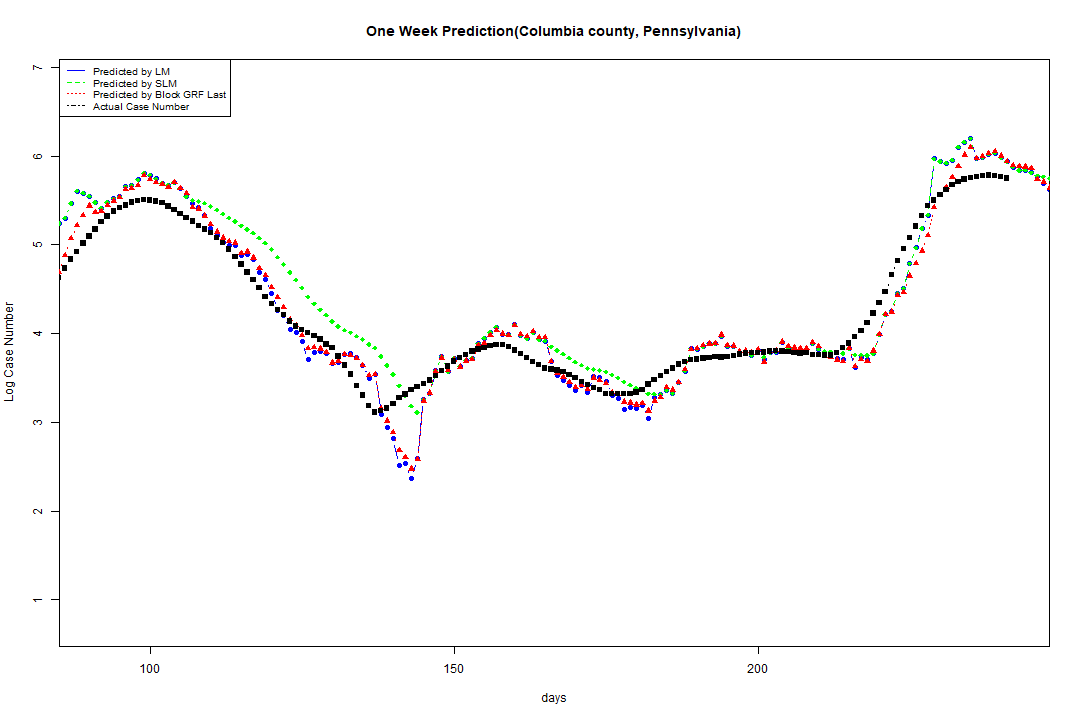 One Week Prediction(Columbia county, Pennsylvania)
Predicted by LM
Predicted by SLM
Predicted by Block GRF Last
Actual Case Number
7
6
5
4
3
2
1
Log Case Number
100 150 200
days